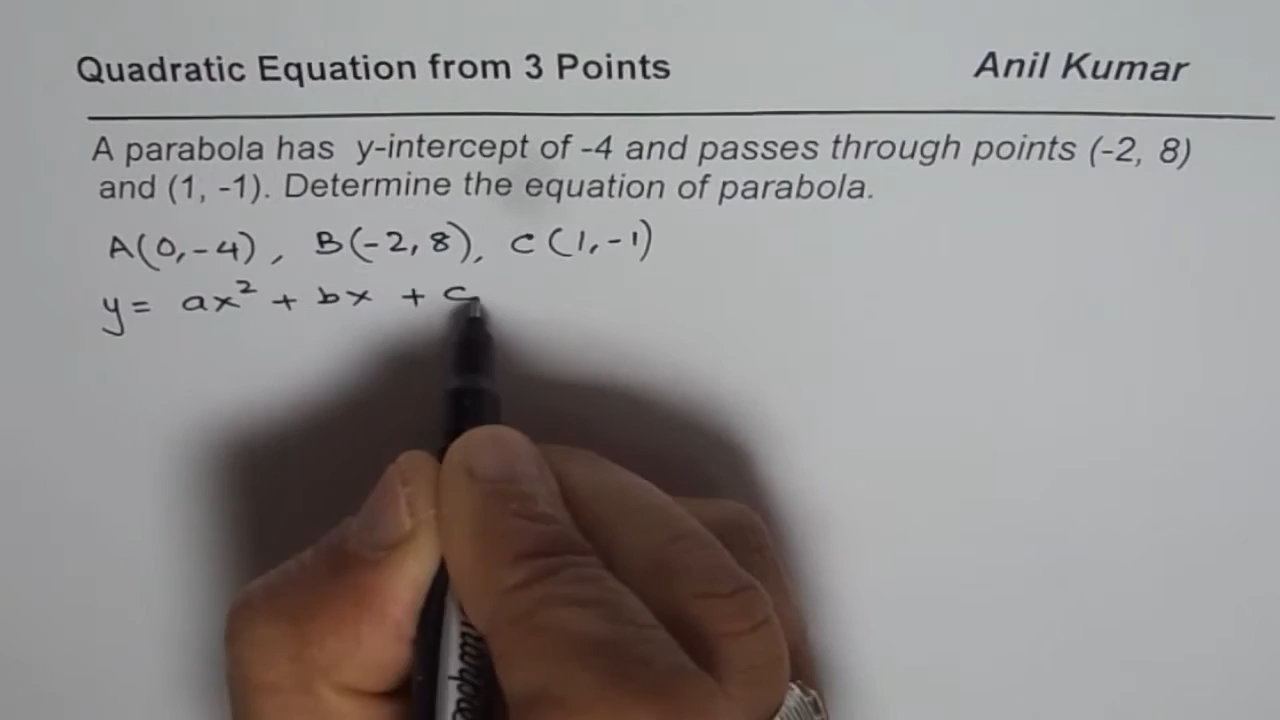 Quadratic Equation from 3 Points Anil Kumar
A parabola has y-intercept of -4 and passes through points (-2, 8)
and (1, -1). Determine the equation of parabola.
A(0,-4), B(-2,8), C(1,-1)
y= ax² + bx + c